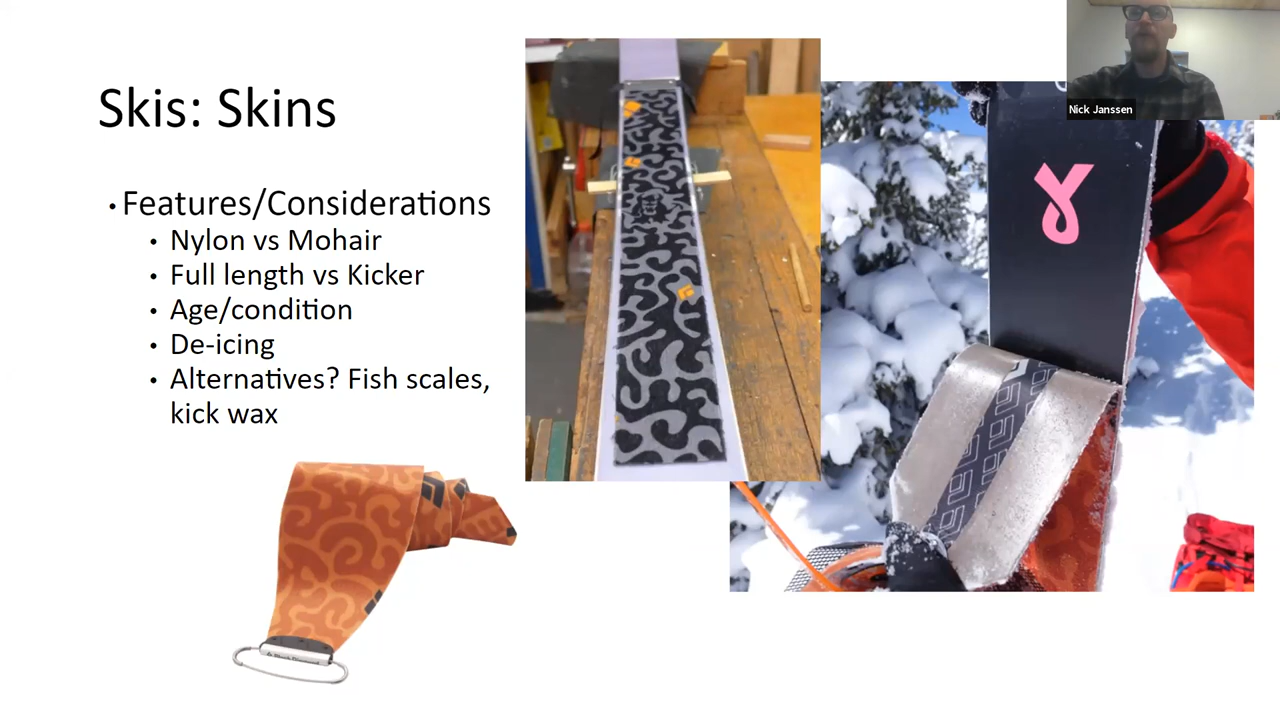 Skis: Skins
• Features/Considerations
• Nylon vs Mohair
• Full length vs Kicker
• Age/condition
• De-icing
• Alternatives? Fish scales,
kick wax
Nick Janssen